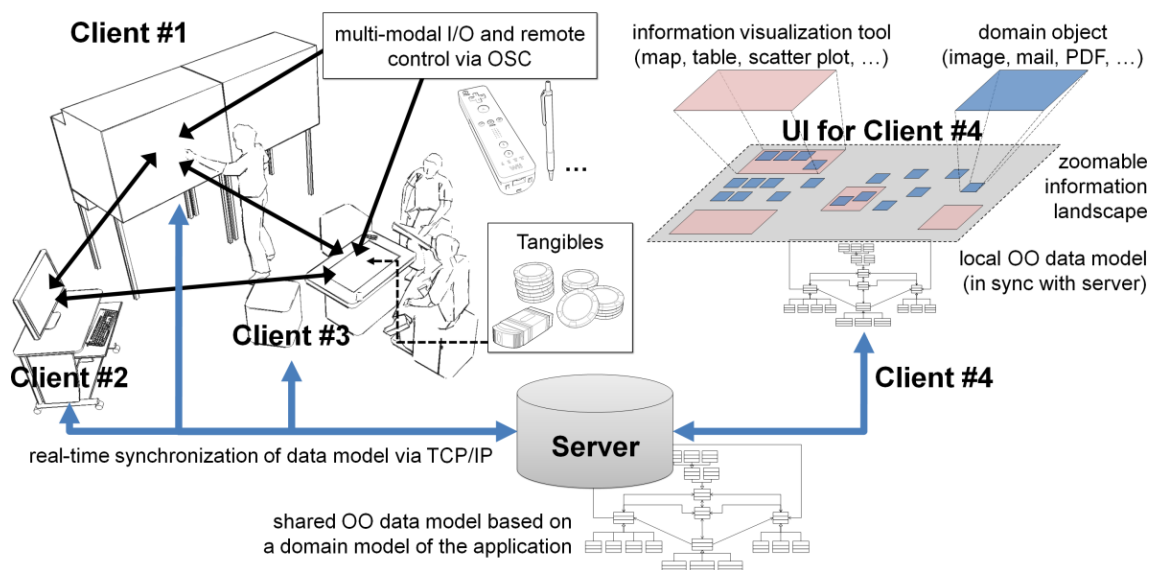 Client #1
multi-modal I/O and remote
control via OSC
...
information visualization tool
(map, table, scatter plot, ...)
domain object
(image, mail, PDF, ...)
UI for Client #4
zoomable
information
landscape
local OO data model
(in sync with server)
Tangibles
Client #3
Client #2
Client #4
Server
real-time synchronization of data model via TCP/IP
shared OO data model based on
a domain model of the application